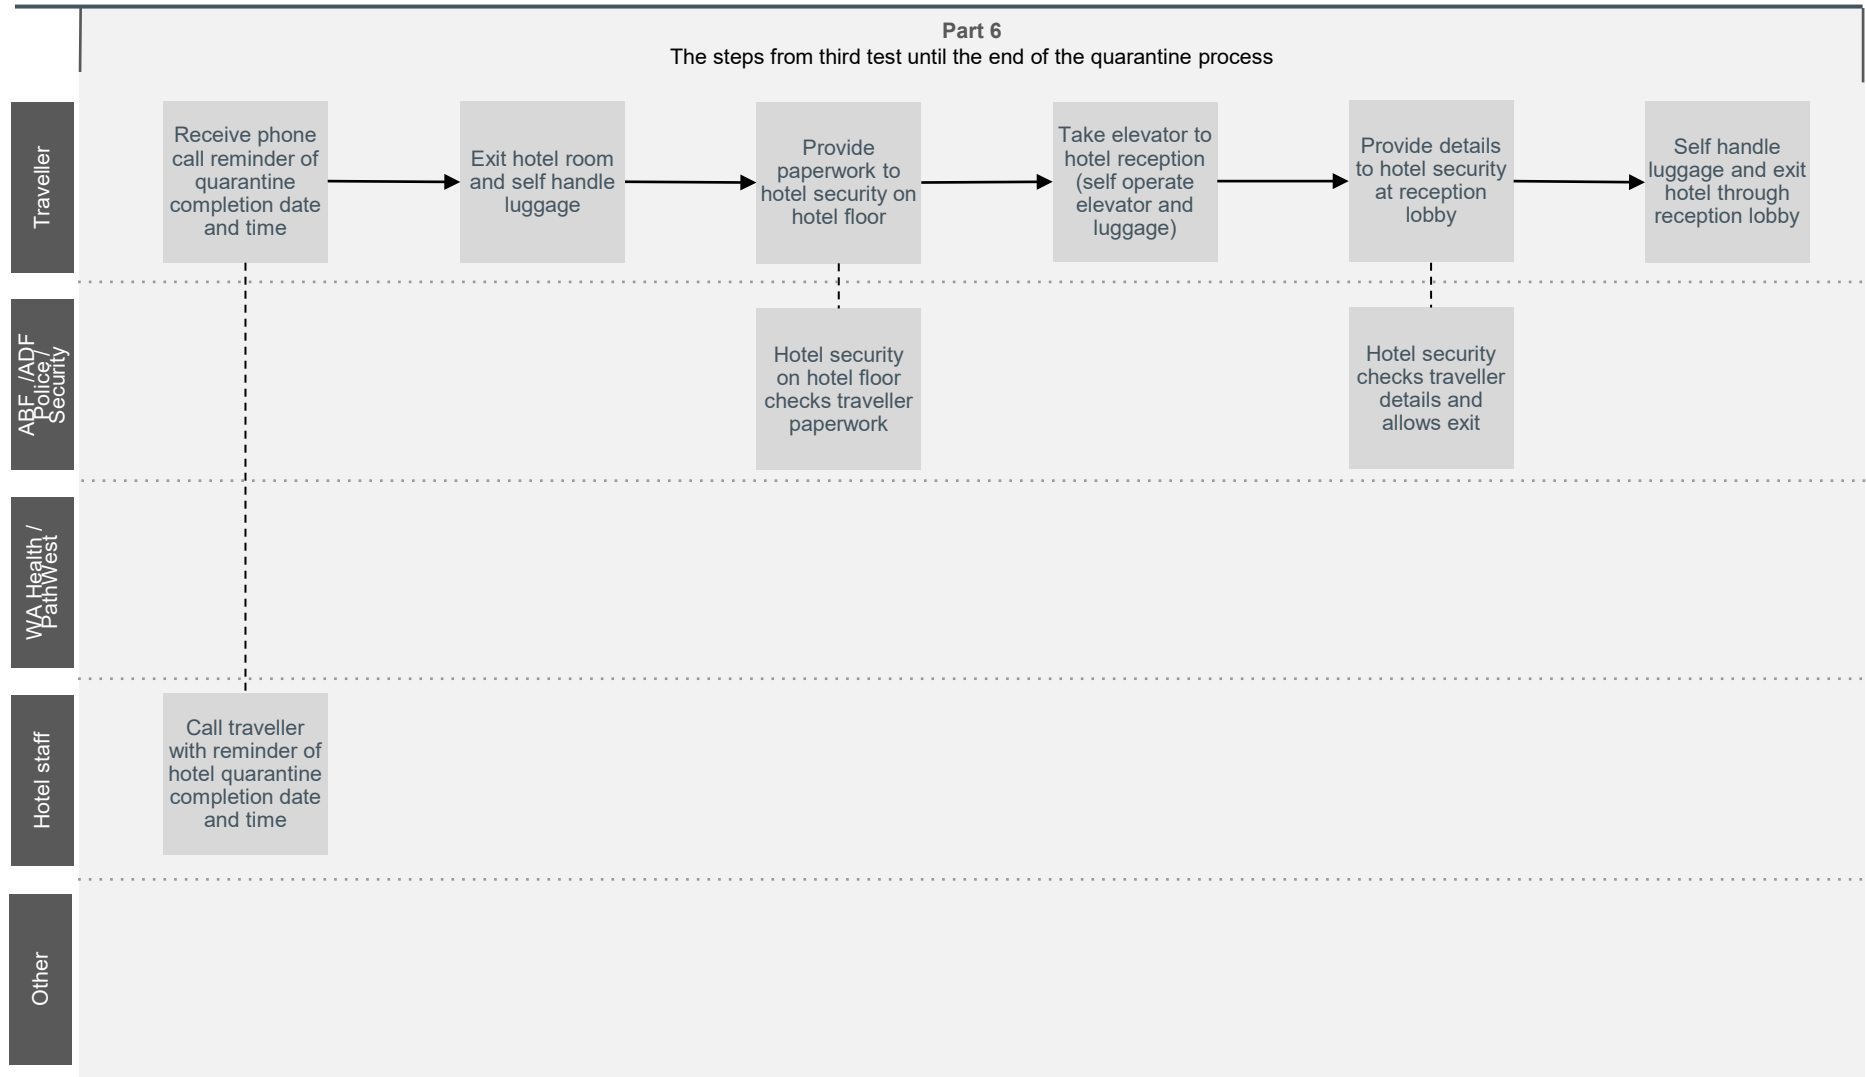 Part 6
The steps from third test until the end of the quarantine process
Traveller
Receive phone
call reminder of
quarantine
completion date
and time
Exit hotel room
and self handle
luggage
Provide
paperwork to
hotel security on
hotel floor
Take elevator to
hotel reception
(self operate
elevator and
luggage)
Provide details
to hotel security
at reception
lobby
Self handle
luggage and exit
hotel through
reception lobby
ABF /ADF
Police /
Security
Hotel security
on hotel floor
checks traveller
paperwork
Hotel security
checks traveller
details and
allows exit
WA Health /
PathWest
Hotel staff
Call traveller
with reminder of
hotel quarantine
completion date
and time
Other